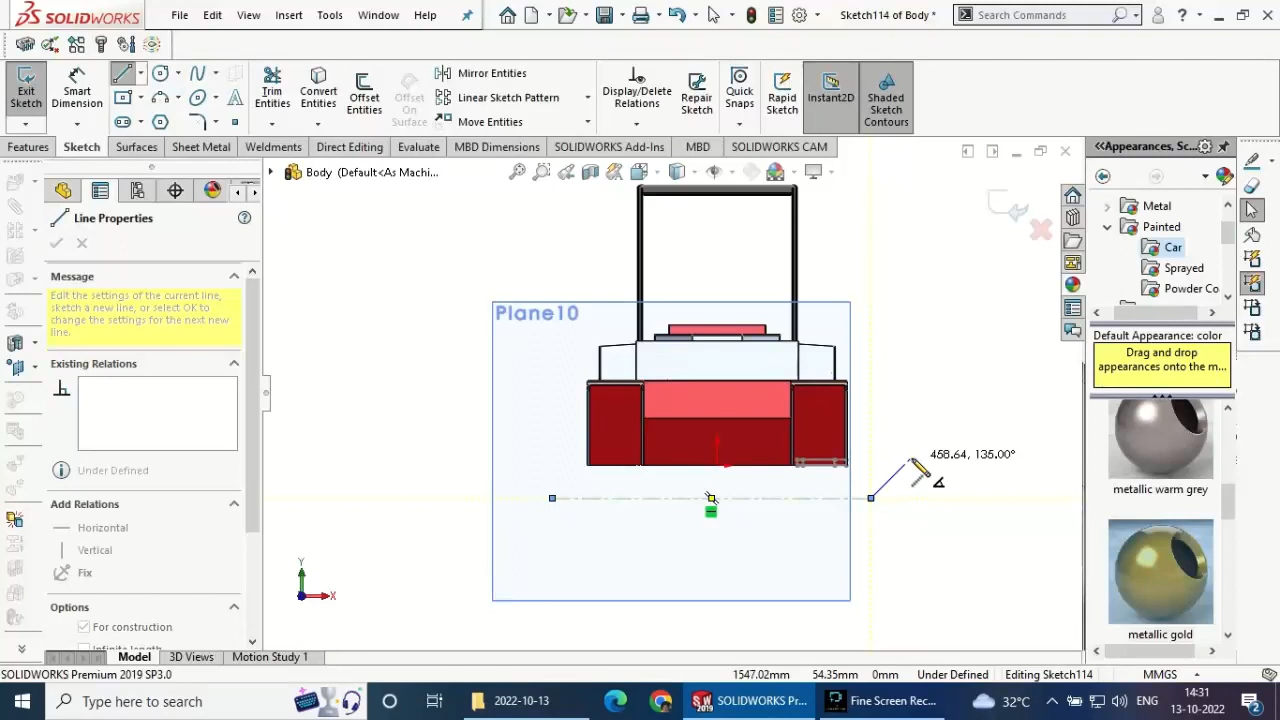 SOLIDWORKS
File Edit View Insert Tools Window Help
Sketch114 of Body *
Search Commands
Exit Sketch
Smart Dimension
Trim Entities
Convert Entities
Offset Entities
Offset On Surface
Mirror Entities
Linear Sketch Pattern
Move Entities
Display/Delete Relations
Repair Sketch
Quick Snaps
Rapid Sketch
Instant2D
Shaded Sketch Contours
Features Sketch Surfaces Sheet Metal Weldments Direct Editing Evaluate MBD Dimensions SOLIDWORKS Add-Ins MBD SOLIDWORKS CAM
Body (Default<As Machi...
Line Properties
Message
Edit the settings of the current line, sketch a new line, or select OK to change the settings for the next new line.
Existing Relations
Under Defined
Add Relations
Horizontal
Vertical
Fix
Options
For construction
Infinite length
Plane10
458.64, 135.00°
Y
X
<<Appearances, Sc...
Metal
Painted
Car
Sprayed
Powder Co
Default Appearance: color
Drag and drop
appearances onto the m...
metallic warm grey
metallic gold
Model 3D Views Motion Study 1
SOLIDWORKS Premium 2019 SP3.0
1547.02mm 54.35mm 0mm Under Defined Editing Sketch114 MMGS
Type here to search
2022-10-13
SOLIDWORKS Pr...
Fine Screen Rec...
32°C
ENG
14:31
13-10-2022
2